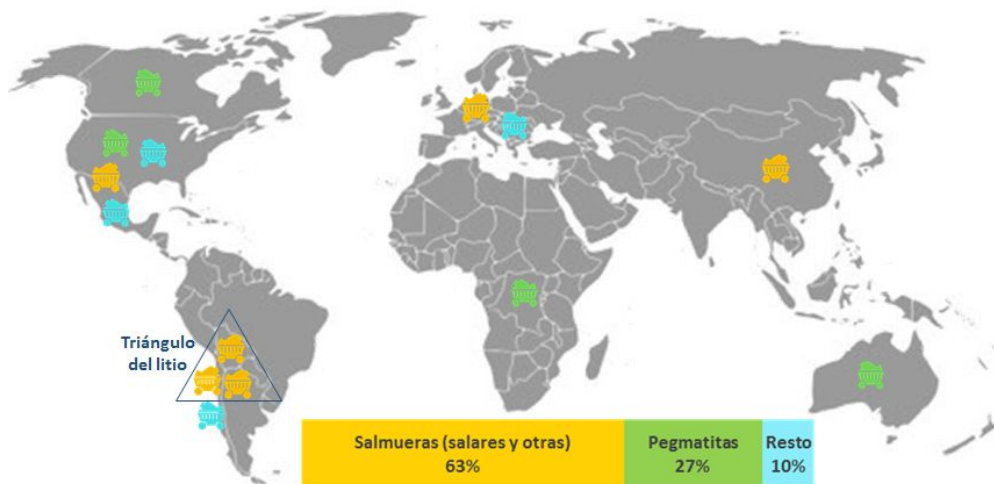 Triángulo
del litio
Salmueras (salares y otras)
63%
Pegmatitas
27%
Resto
10%